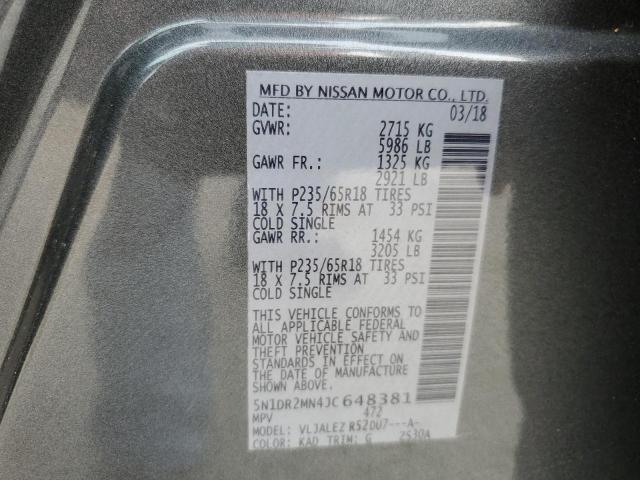 MFD BY NISSAN MOTOR CO., LTD.
DATE: 03/18
GVWR: 2715 KG
5986 LB
GAWR FR.: 1325 KG
2921 LB
WITH P235/65R18 TIRES
18 X 7.5 RIMS AT 33 PSI
COLD SINGLE
GAWR RR.: 1454 KG
3205 LB
WITH P235/65R18 TIRES
18 X 7.5 RIMS AT 33 PSI
COLD SINGLE
THIS VEHICLE CONFORMS TO
ALL APPLICABLE FEDERAL
MOTOR VEHICLE SAFETY AND
THEFT PREVENTION
STANDARDS IN EFFECT ON
THE DATE OF MANUFACTURE
SHOWN ABOVE.
5N1DR2MN4JC648381
MPV 472
MODEL: VLJALEZ R52DU7---A-
COLOR: KAD TRIM: G 2S30A